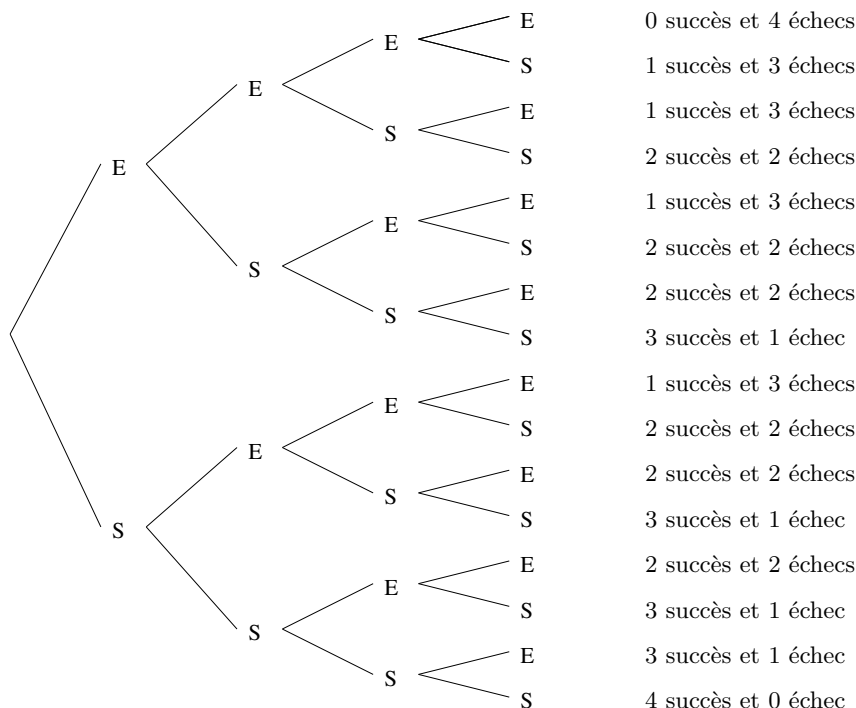 E 0 succès et 4 échecs
E
S 1 succès et 3 échecs
E
E 1 succès et 3 échecs
S
S 2 succès et 2 échecs
E
E 1 succès et 3 échecs
E
S 2 succès et 2 échecs
S
E 2 succès et 2 échecs
S
S 3 succès et 1 échec
E 1 succès et 3 échecs
E
S 2 succès et 2 échecs
E
E 2 succès et 2 échecs
S
S 3 succès et 1 échec
S
E 2 succès et 2 échecs
E
S 3 succès et 1 échec
S
E 3 succès et 1 échec
S
S 4 succès et 0 échec